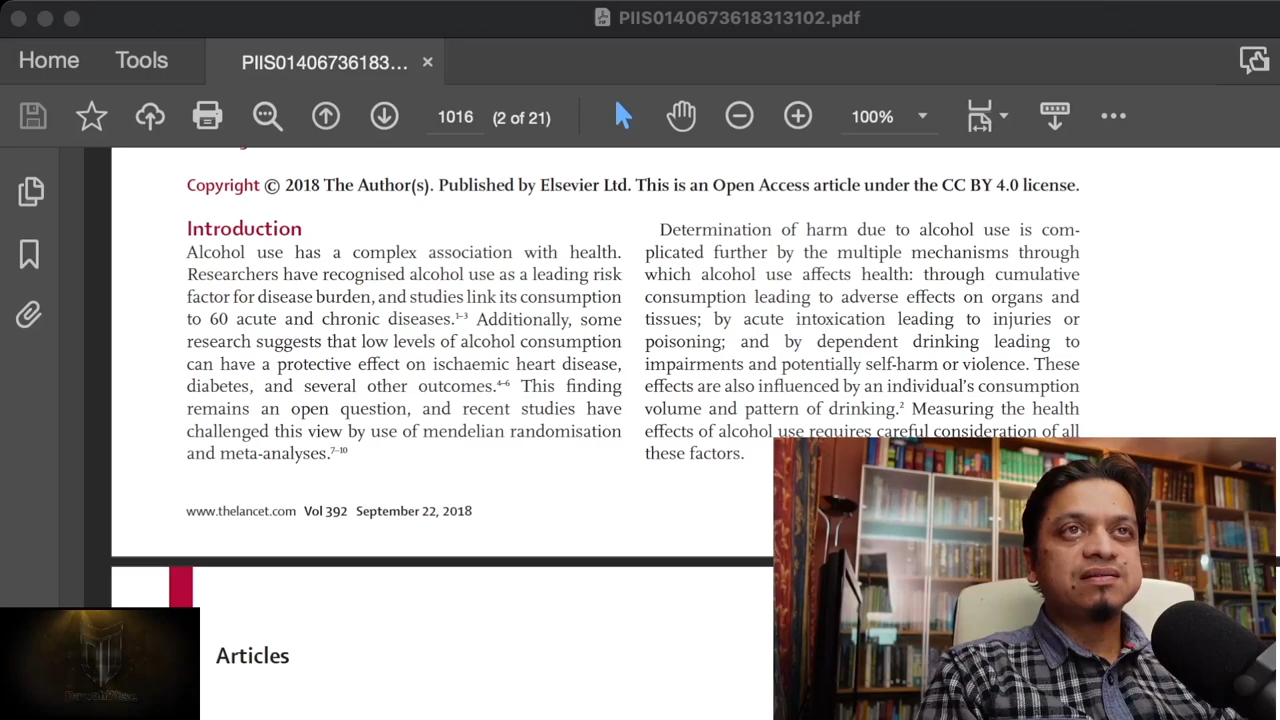 PIIS0140673618313102.pdf
Home
Tools
PIIS01406736183...
1016
(2 of 21)
100%
Copyright © 2018 The Author(s). Published by Elsevier Ltd. This is an Open Access article under the CC BY 4.0 license.
Introduction
Alcohol use has a complex association with health.
Researchers have recognised alcohol use as a leading risk
factor for disease burden, and studies link its consumption
to 60 acute and chronic diseases.1–3 Additionally, some
research suggests that low levels of alcohol consumption
can have a protective effect on ischaemic heart disease,
diabetes, and several other outcomes.4–6 This finding
remains an open question, and recent studies have
challenged this view by use of mendelian randomisation
and meta-analyses.7–10
Determination of harm due to alcohol use is com-
plicated further by the multiple mechanisms through
which alcohol use affects health: through cumulative
consumption leading to adverse effects on organs and
tissues; by acute intoxication leading to injuries or
poisoning; and by dependent drinking leading to
impairments and potentially self-harm or violence. These
effects are also influenced by an individual's consumption
volume and pattern of drinking.2 Measuring the health
effects of alcohol use requires careful consideration of all
these factors.
www.thelancet.com Vol 392 September 22, 2018
Articles